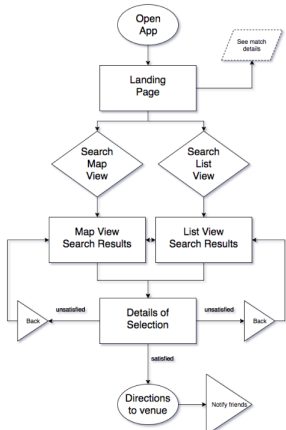 Open
App
See match
details
Landing
Page
Search
Map
View
Search
List
View
Map View
Search Results
List View
Search Results
unsatisfied
unsatisfied
Back
Details of
Selection
Back
satisfied
Directions
to venue
Notify friends